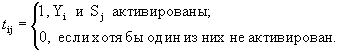 t_ij = { 1, Y_i и S_j активированы;
0, если хотя бы один из них не активирован.